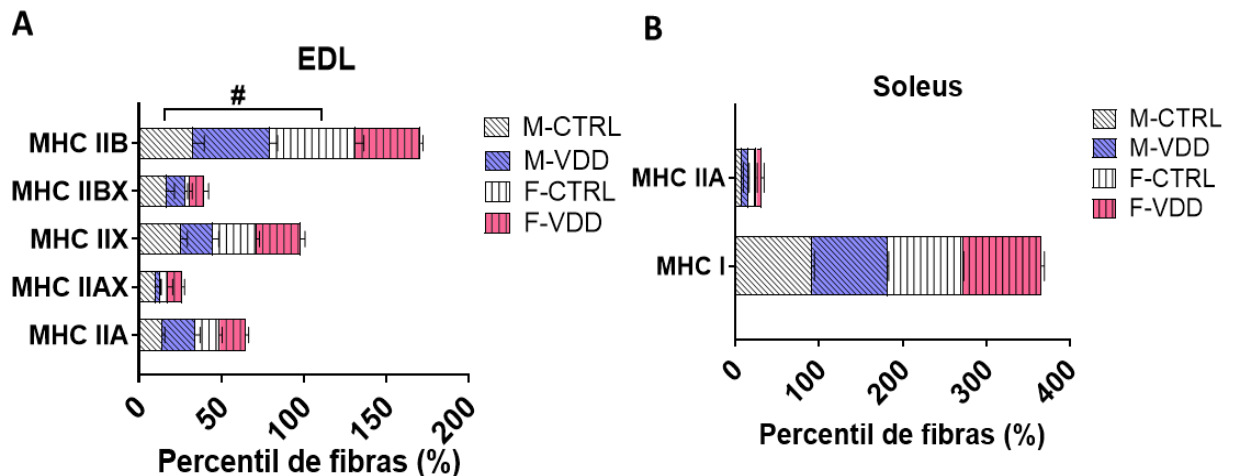 A
EDL
#
MHC IIB
MHC IIBX
MHC IIX
MHC IIAX
MHC IIA
0
50
100
150
200
Percentil de fibras (%)
M-CTRL
M-VDD
F-CTRL
F-VDD
B
Soleus
MHC IIA
MHC I
0
100
200
300
400
Percentil de fibras (%)
M-CTRL
M-VDD
F-CTRL
F-VDD